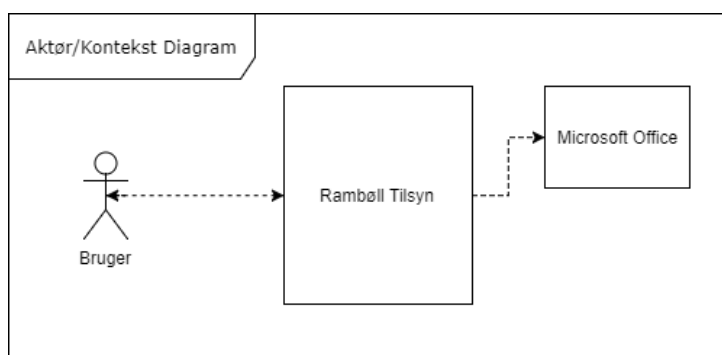 Aktør/Kontekst Diagram
Microsoft Office
Rambøll Tilsyn
Bruger